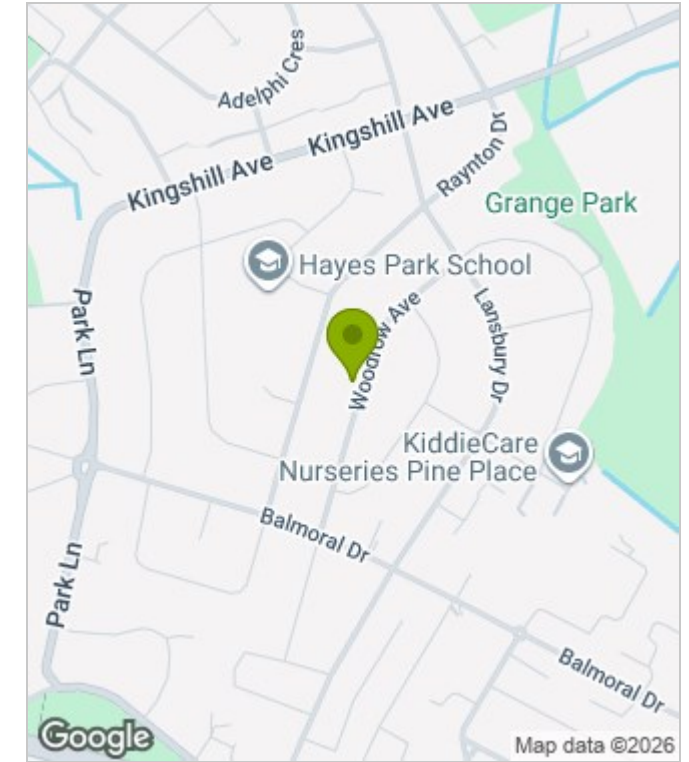 Adelphi Cres
Kingshill Ave
Kingshill Ave
Raynton Dr
Grange Park
Hayes Park School
Park Ln
Woodrow Ave
Lansbury Dr
KiddieCare
Nurseries Pine Place
Balmoral Dr
Park Ln
Balmoral Dr
Google
Map data ©2026